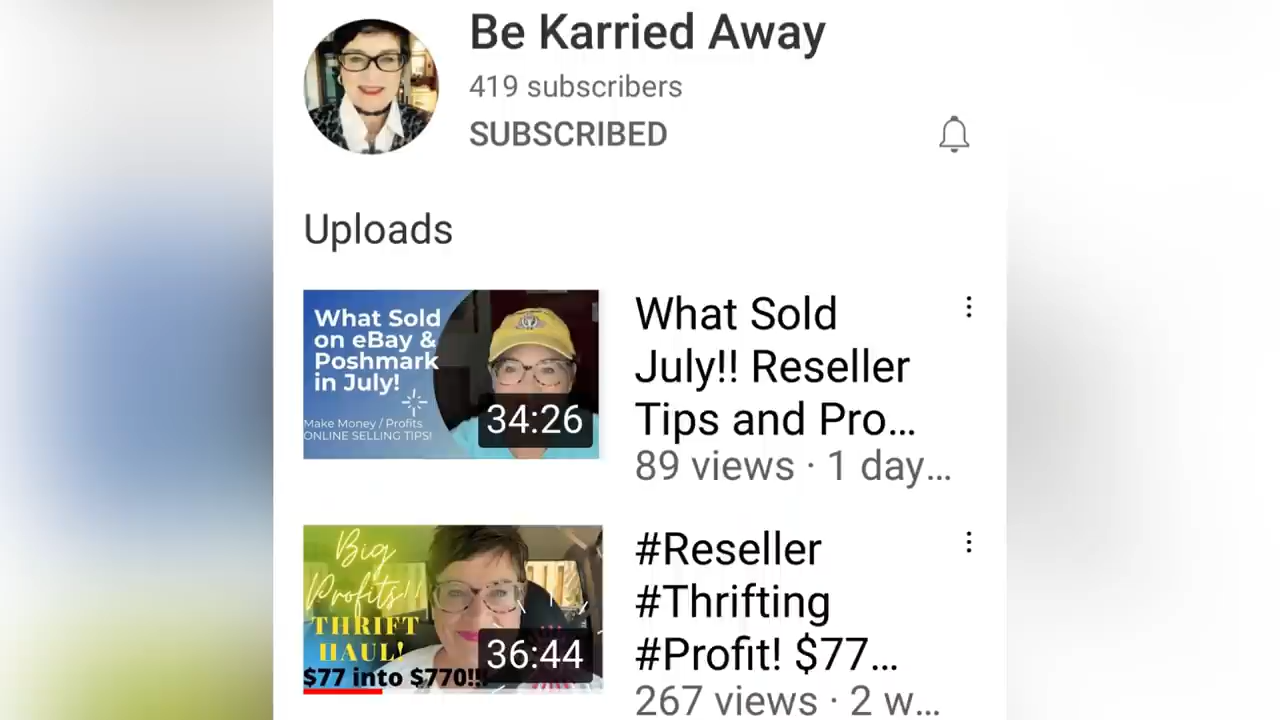 Be Karried Away
419 subscribers
SUBSCRIBED
Uploads
What Sold
on eBay &
Poshmark
in July!
Make Money / Profits
ONLINE SELLING TIPS!
34:26
What Sold
July!! Reseller
Tips and Pro...
89 views · 1 day...
Big
Profits!!
THRIFT
HAUL!
$77 into $770!!
36:44
#Reseller
#Thrifting
#Profit! $77...
267 views · 2 w...